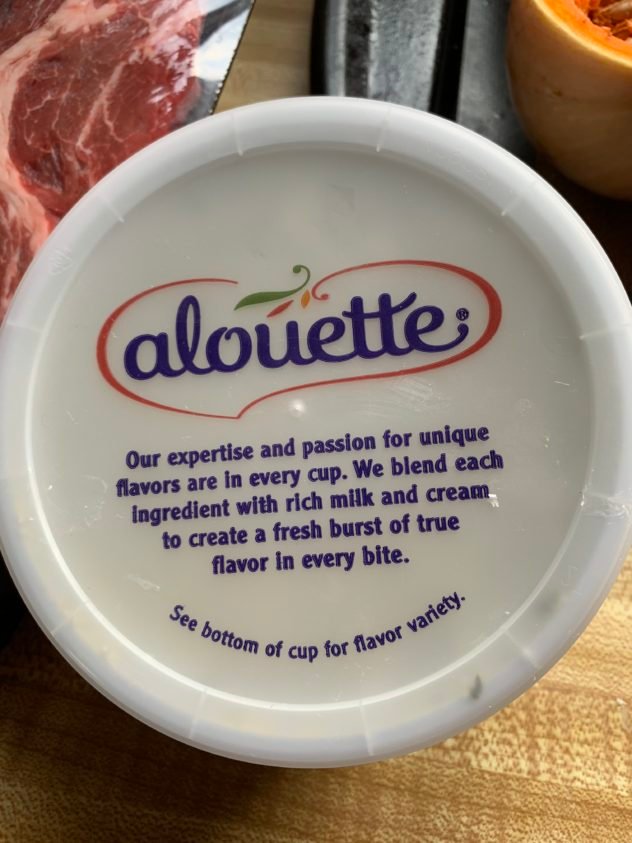 alouette®
Our expertise and passion for unique
flavors are in every cup. We blend each
ingredient with rich milk and cream
to create a fresh burst of true
flavor in every bite.
See bottom of cup for flavor variety.